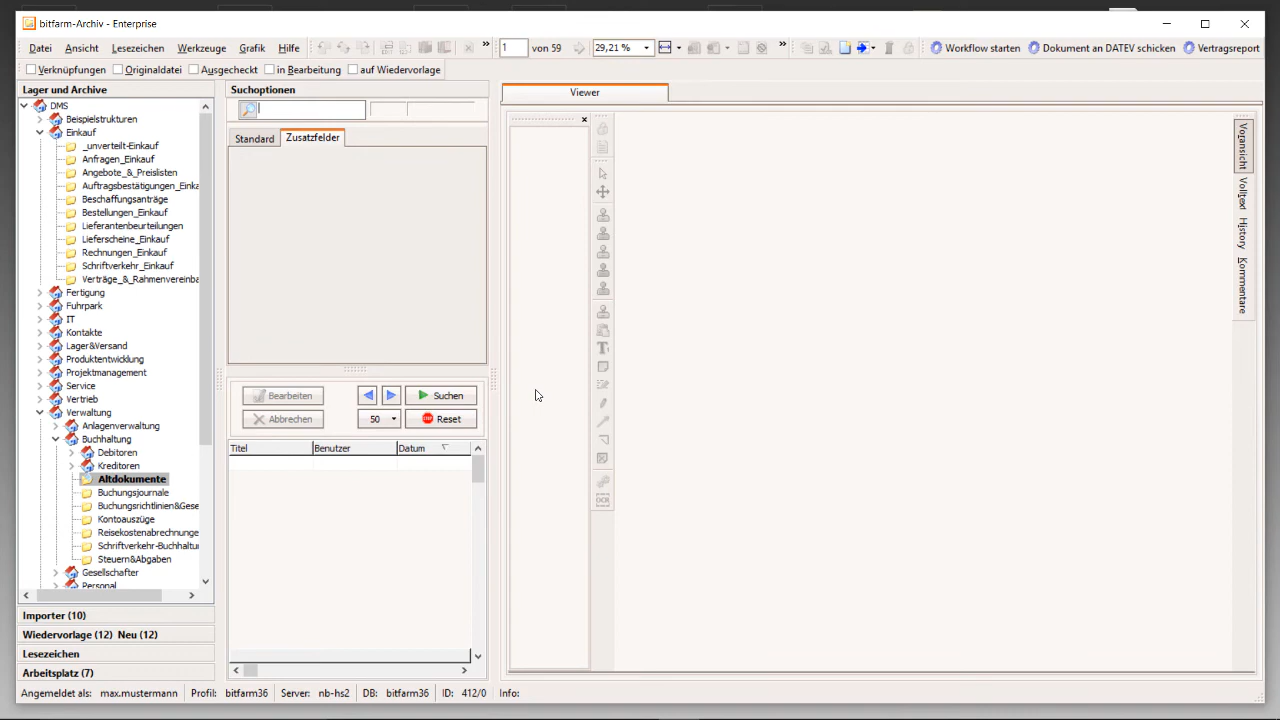 bitfarm-Archiv - Enterprise
Datei Ansicht Lesezeichen Werkzeuge Grafik Hilfe » 1 von 59 29,21 % » Workflow starten Dokument an DATEV schicken Vertragsreport
Verknüpfungen Originaldatei Ausgecheckt in Bearbeitung auf Wiedervorlage
Lager und Archive
DMS
Beispielstrukturen
Einkauf
_unverteilt-Einkauf
Anfragen_Einkauf
Angebote_&_Preislisten
Auftragsbestätigungen_Einka
Beschaffungsanträge
Bestellungen_Einkauf
Lieferantenbeurteilungen
Lieferscheine_Einkauf
Rechnungen_Einkauf
Schriftverkehr_Einkauf
Verträge_&_Rahmenvereinba
Fertigung
Fuhrpark
IT
Kontakte
Lager&Versand
Produktentwicklung
Projektmanagement
Service
Vertrieb
Verwaltung
Anlagenverwaltung
Buchhaltung
Debitoren
Kreditoren
Altdokumente
Buchungsjournale
Buchungsrichtlinien&Gese
Kontoauszüge
Reisekostenabrechnunge
Schriftverkehr-Buchhaltu
Steuern&Abgaben
Gesellschafter
Personal
Importer (10)
Wiedervorlage (12) Neu (12)
Lesezeichen
Arbeitsplatz (7)
Suchoptionen
Standard Zusatzfelder
Bearbeiten Suchen
Abbrechen 50 Reset
Titel Benutzer Datum
Viewer
Voransicht
Volltext
History
Kommentare
Angemeldet als: max.mustermann Profil: bitfarm36 Server: nb-hs2 DB: bitfarm36 ID: 412/0 Info: